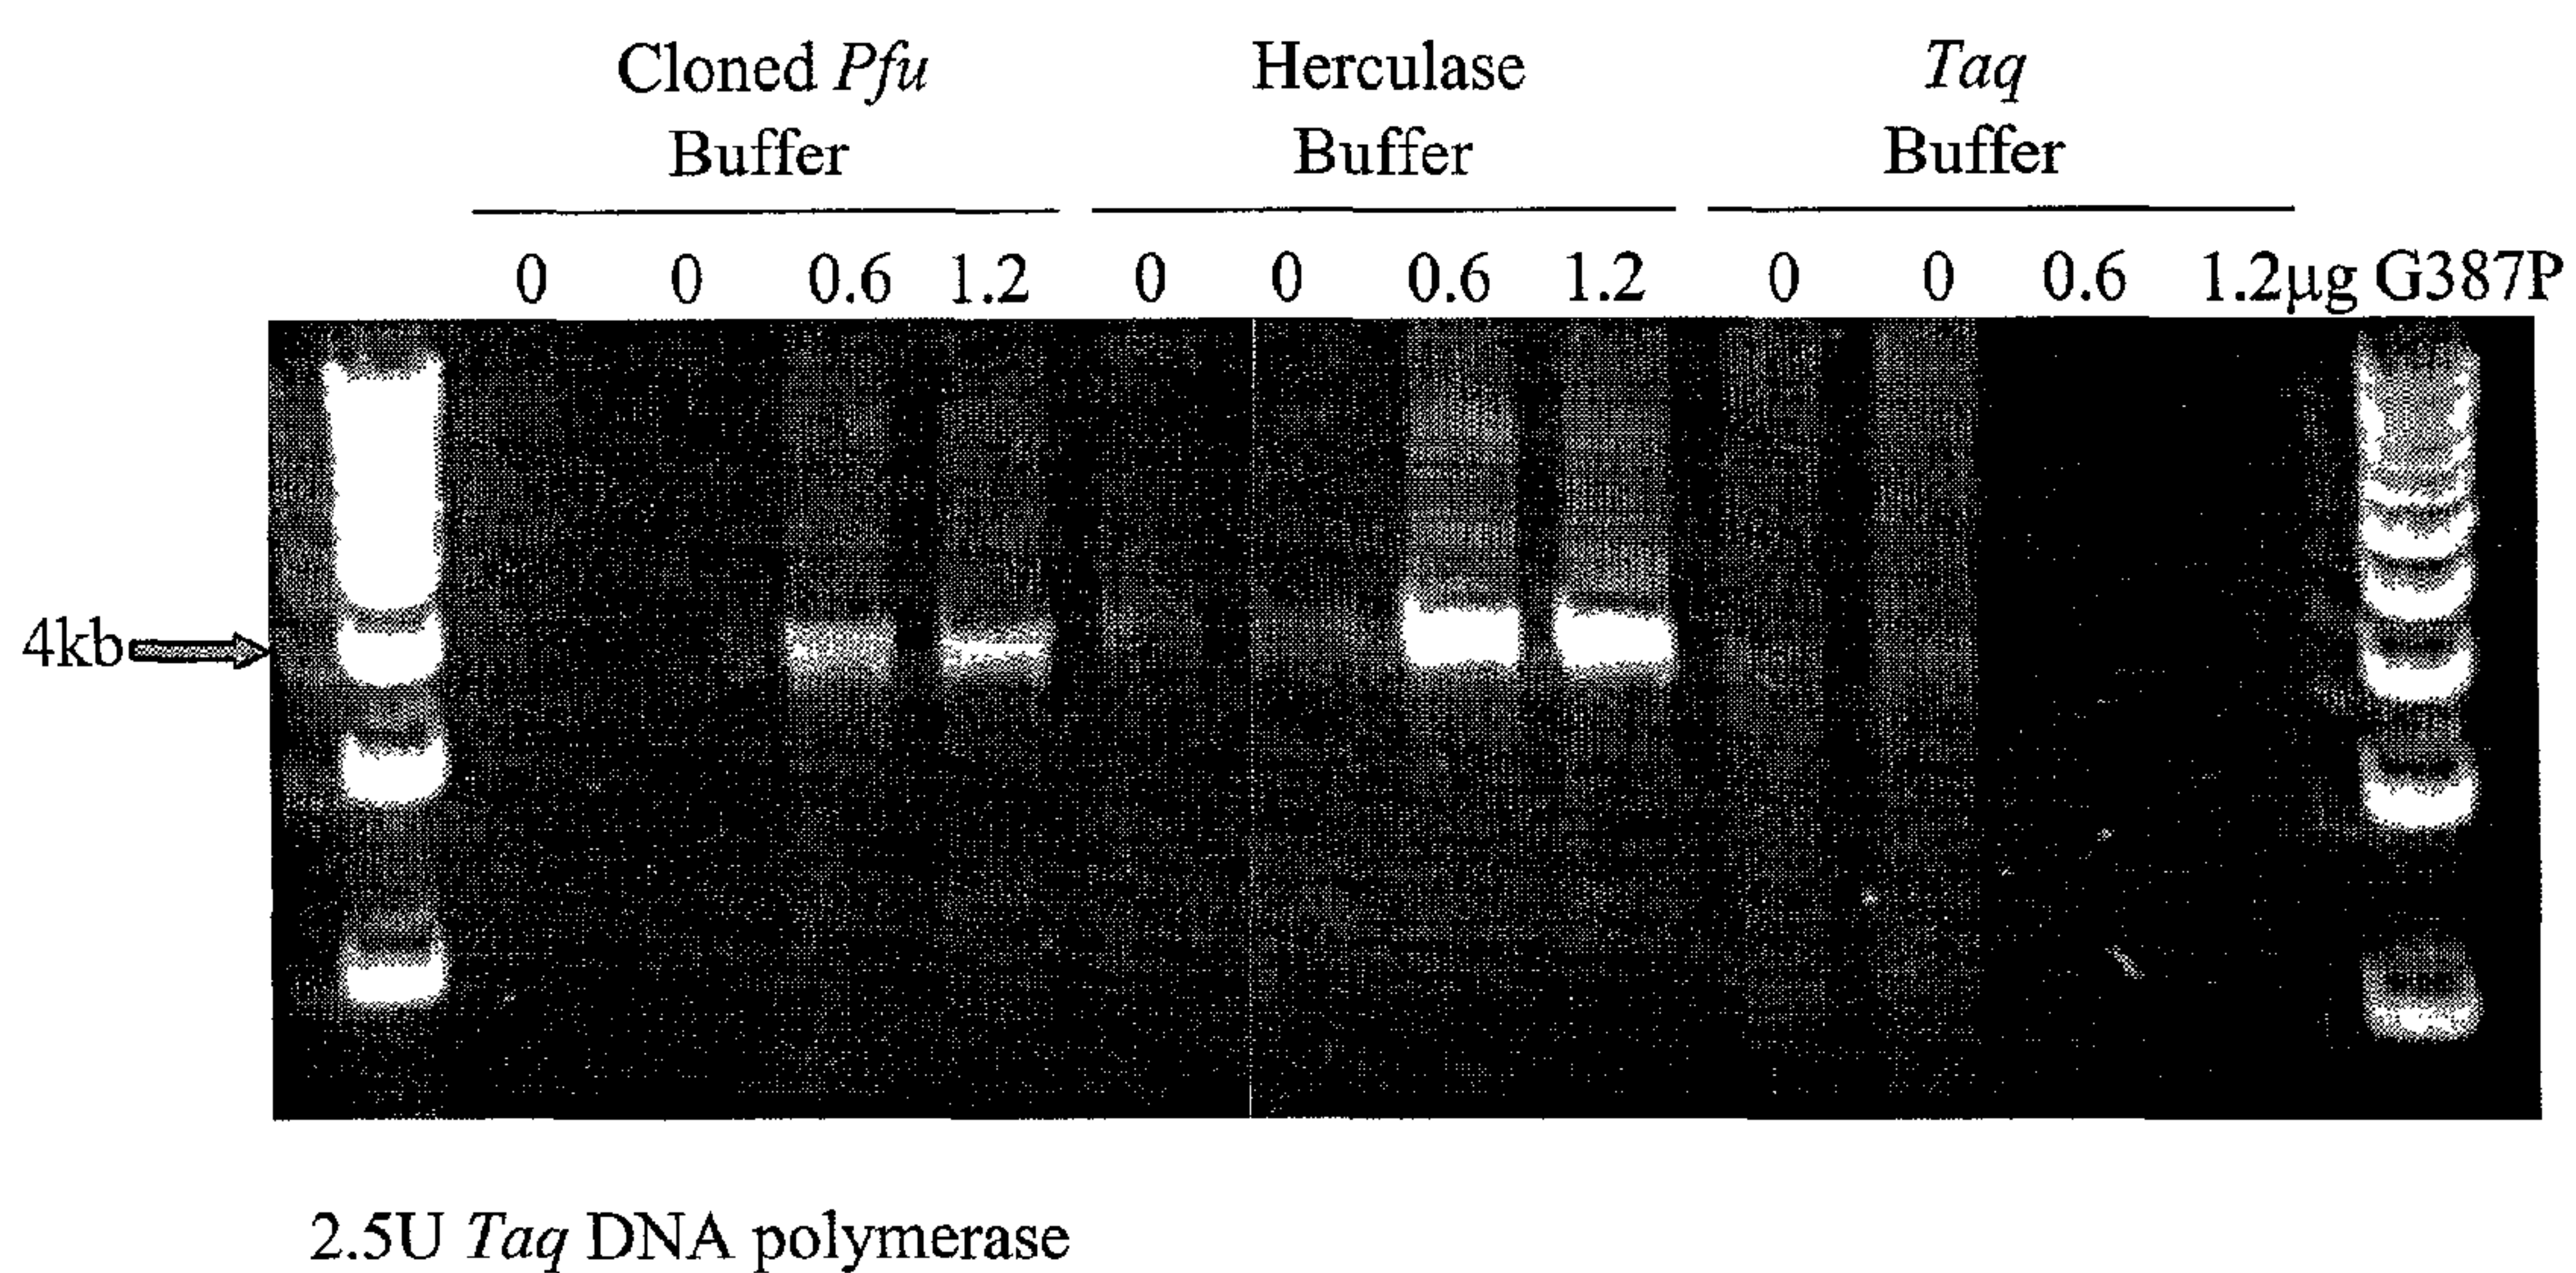 Cloned Pfu Buffer
Herculase Buffer
Taq Buffer
0 0 0.6 1.2 0 0 0.6 1.2 0 0 0.6 1.2µg G387P
4kb
2.5U Taq DNA polymerase